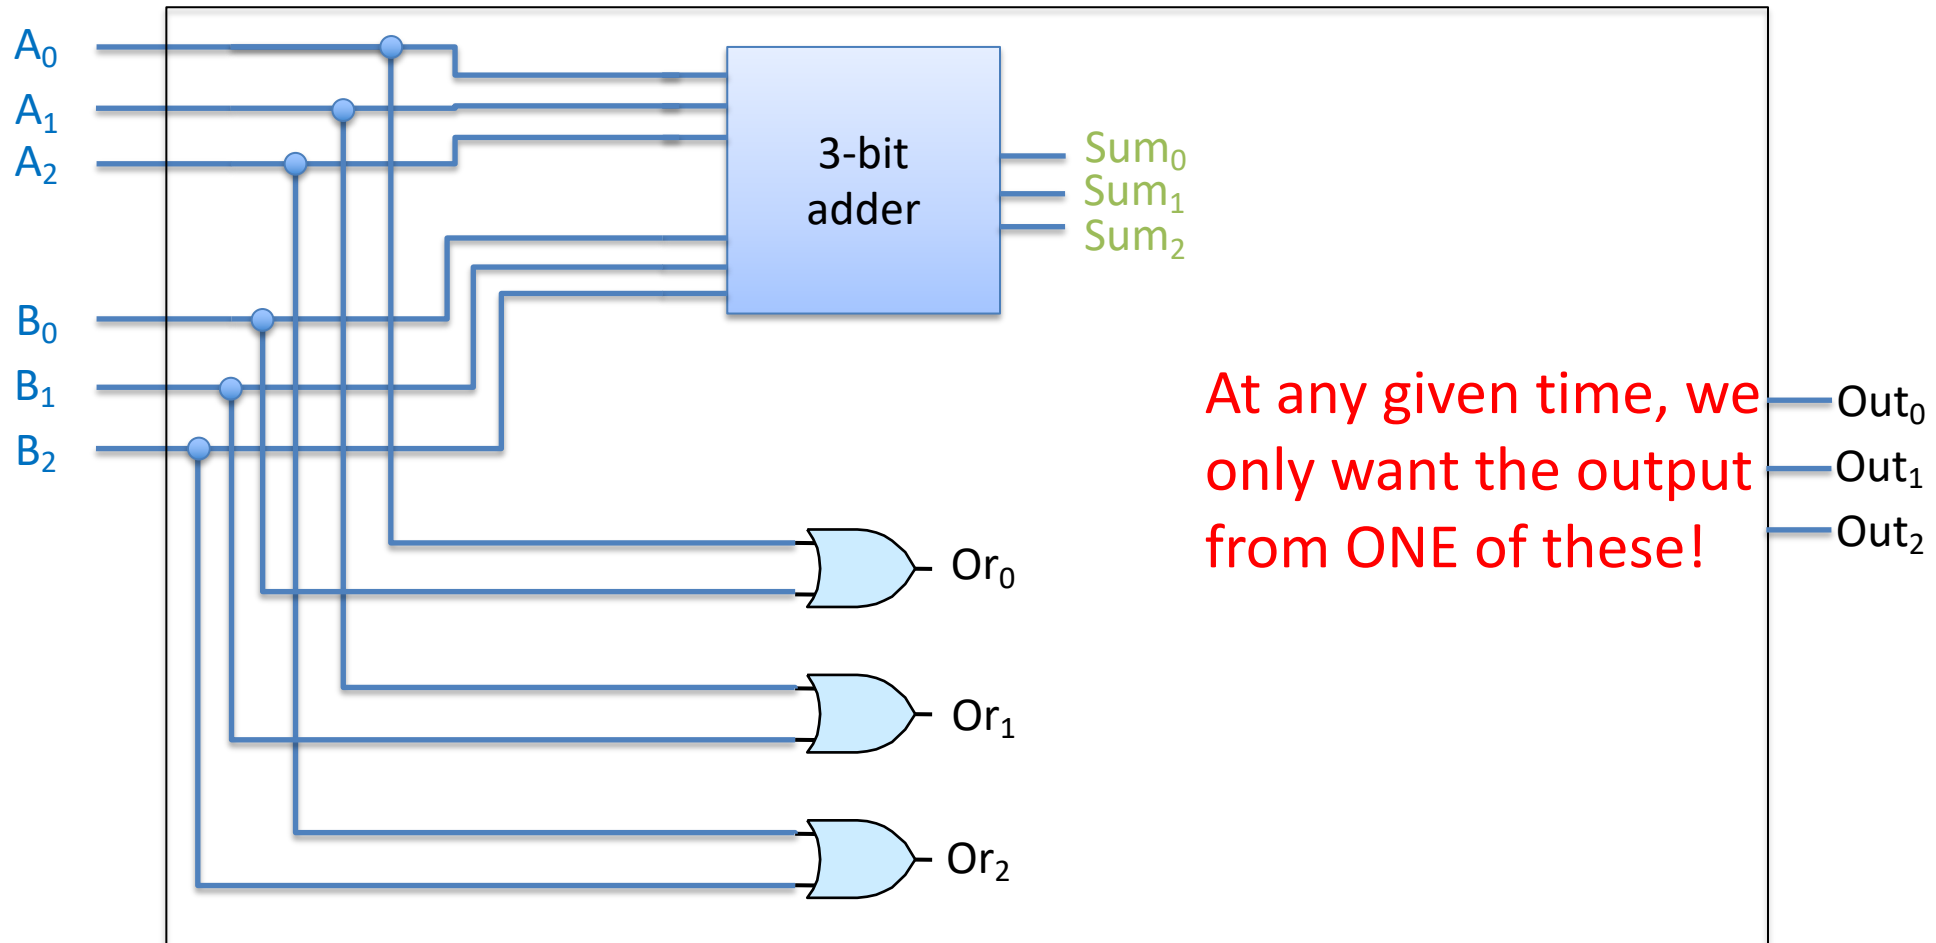 A₀
A₁
A₂
B₀
B₁
B₂
3-bit
adder
Sum₀
Sum₁
Sum₂
At any given time, we
only want the output
from ONE of these!
Out₀
Out₁
Out₂
Or₀
Or₁
Or₂